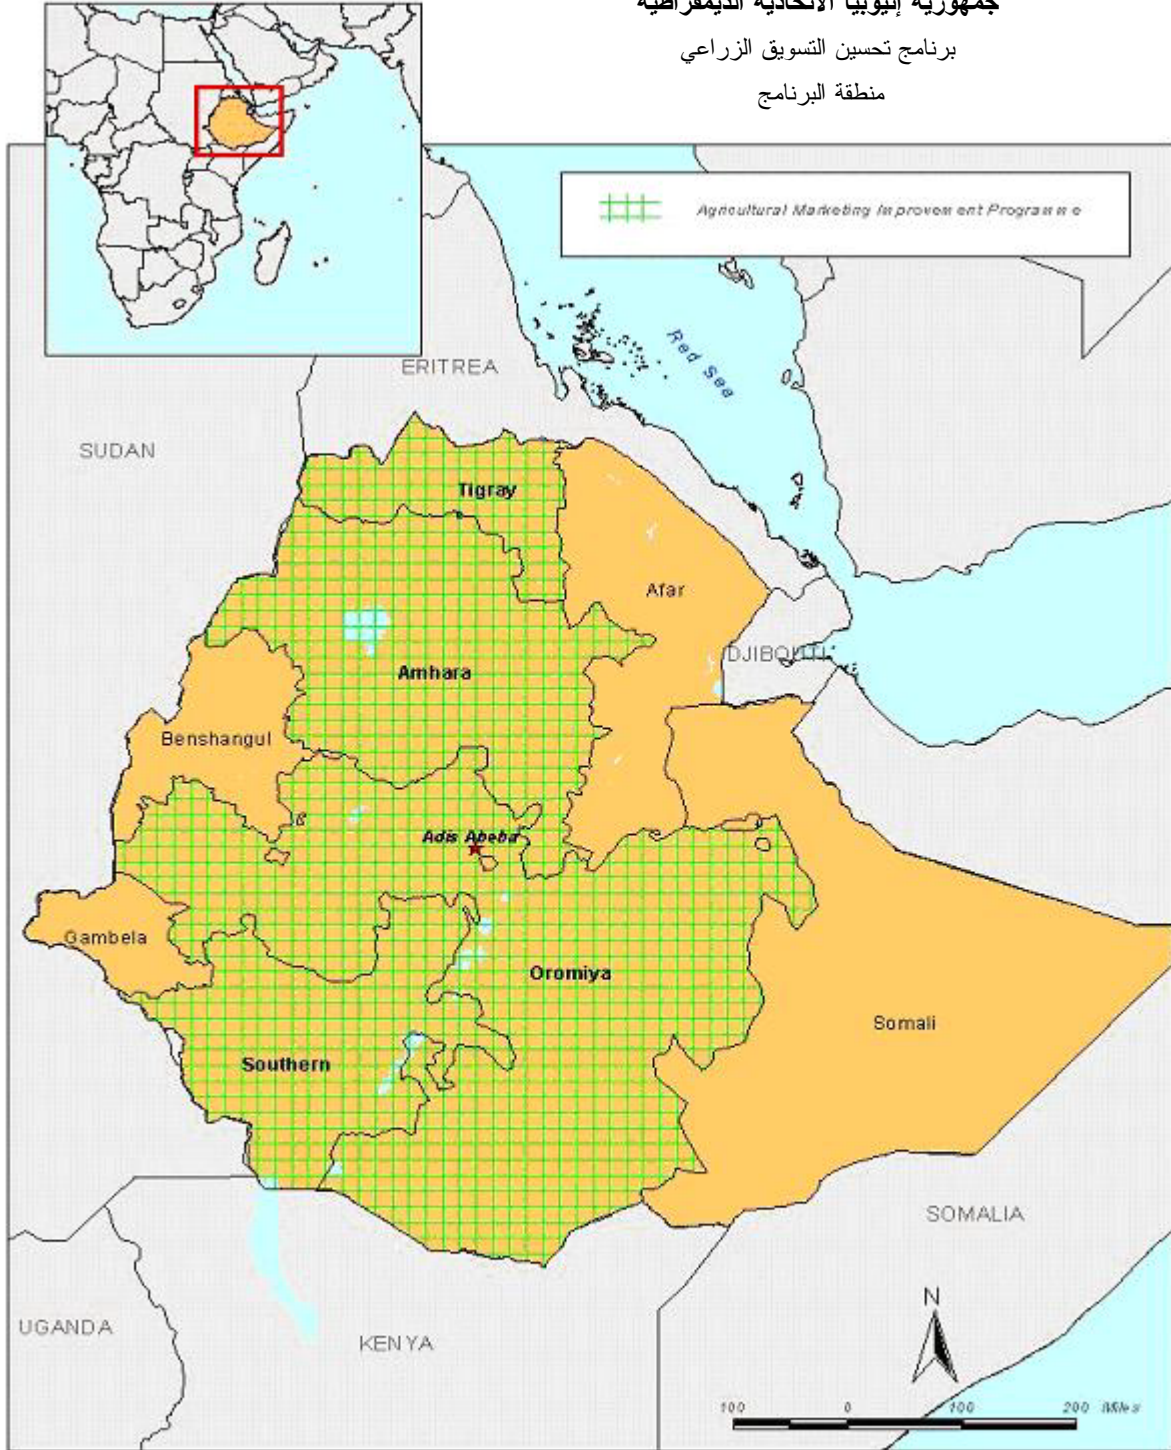 جمهورية إثيوبيا الاتحادية الديمقراطية
برنامج تحسين التسويق الزراعي
منطقة البرنامج
Agricultural Marketing Improvement Programme
Red Sea
ERITREA
SUDAN
Tigray
Afar
DJIBOUTI
Amhara
Benshangul
Adis Abeba
Gambela
Oromiya
Somali
Southern
SOMALIA
N
UGANDA
KENYA
100 0 100 200 Miles